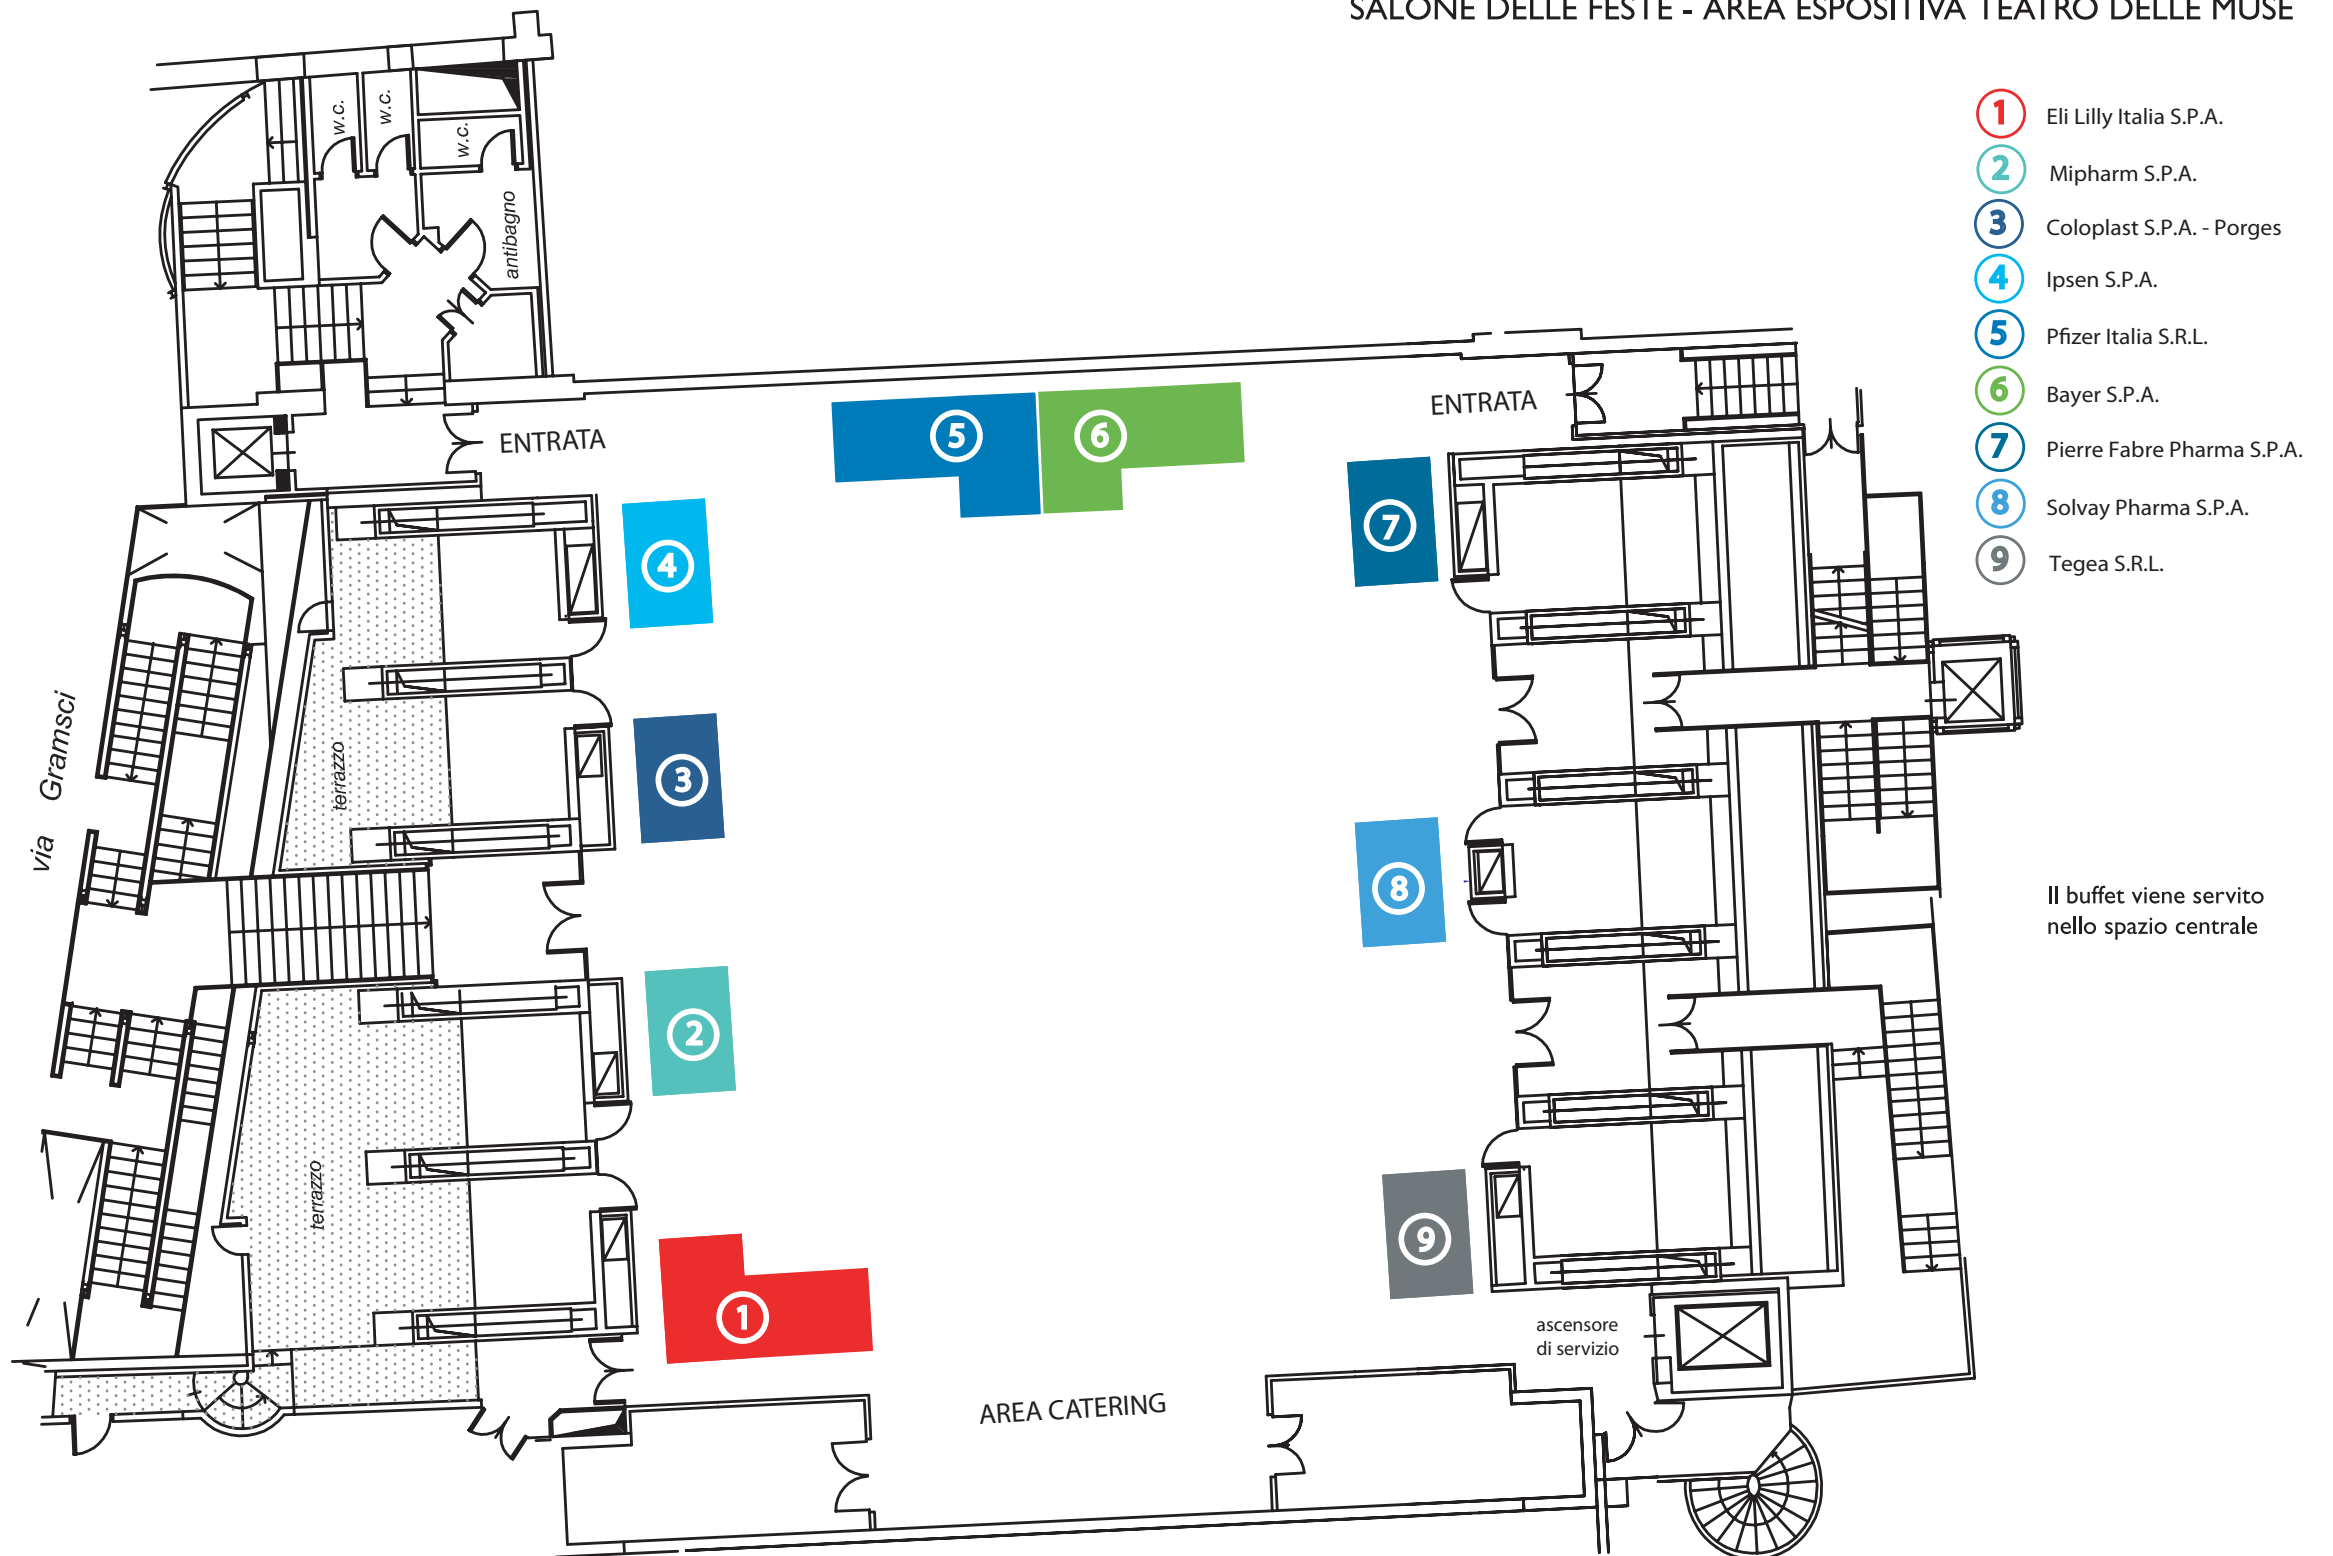 SALONE DELLE FESTE - AREA ESPOSITIVA TEATRO DELLE MUSE
1 Eli Lilly Italia S.P.A.
2 Mipharm S.P.A.
3 Coloplast S.P.A. - Porges
4 Ipsen S.P.A.
5 Pfizer Italia S.R.L.
6 Bayer S.P.A.
7 Pierre Fabre Pharma S.P.A.
8 Solvay Pharma S.P.A.
9 Tegea S.R.L.
w.c.
w.c.
w.c.
antibagno
ENTRATA
ENTRATA
5
6
7
4
3
8
2
9
1
via Gramsci
terrazzo
terrazzo
Il buffet viene servito
nello spazio centrale
ascensore
di servizio
AREA CATERING